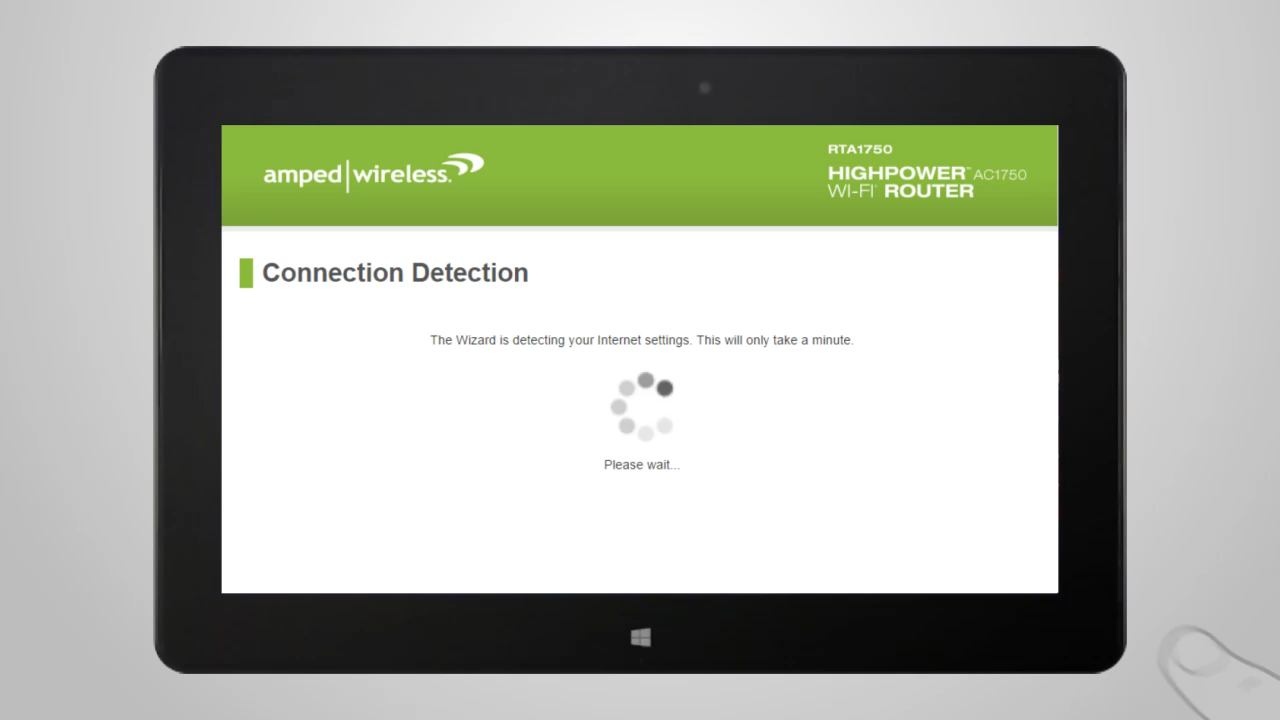 amped|wireless.
RTA1750
HIGHPOWER™ AC1750
WI-FI® ROUTER
Connection Detection
The Wizard is detecting your Internet settings. This will only take a minute.
Please wait...